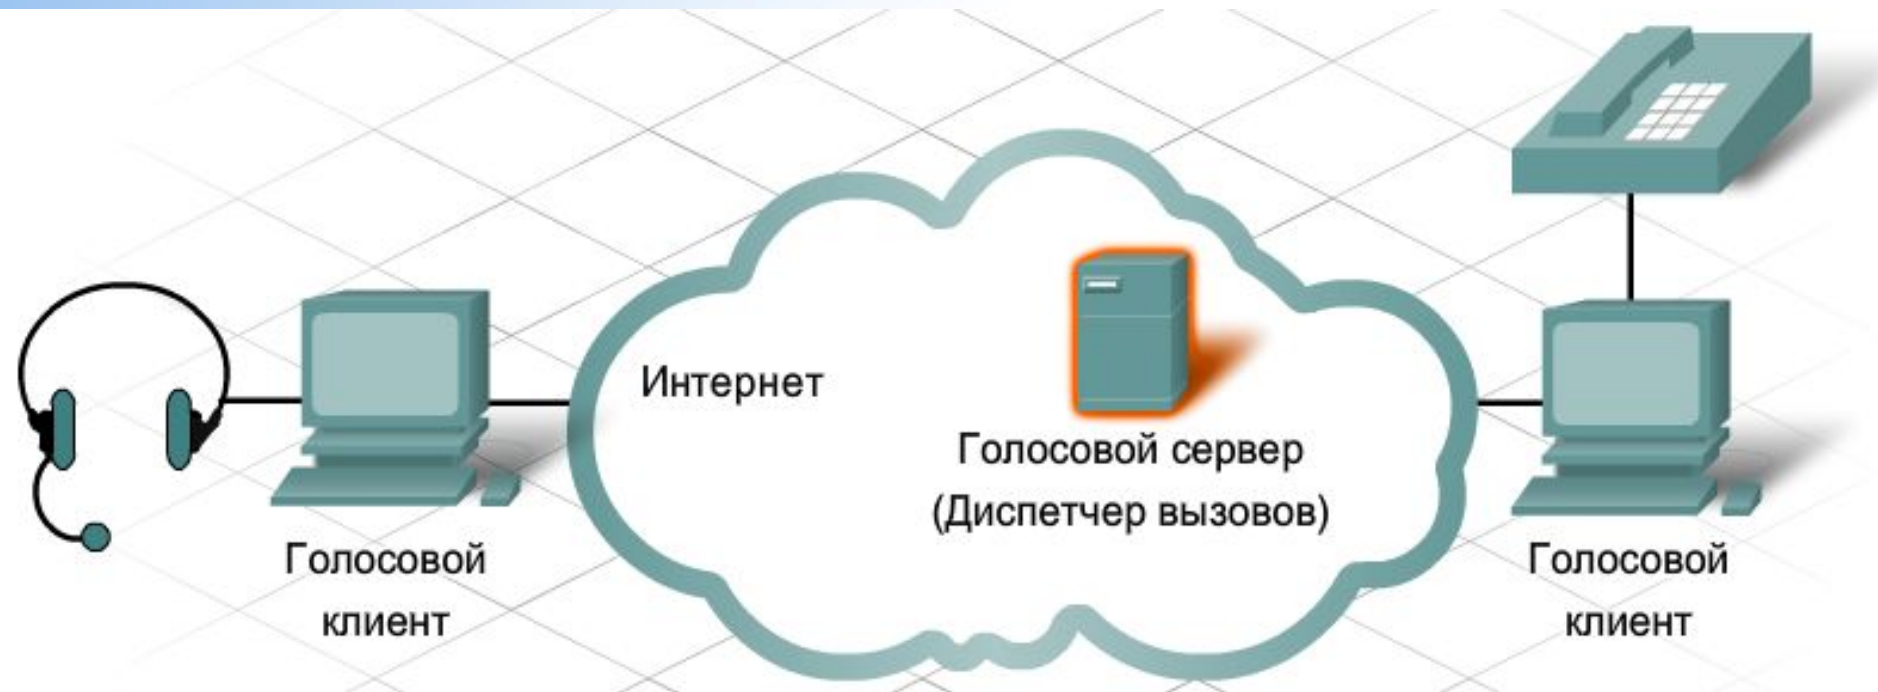 Интернет
Голосовой сервер
(Диспетчер вызовов)
Голосовой
клиент
Голосовой
клиент